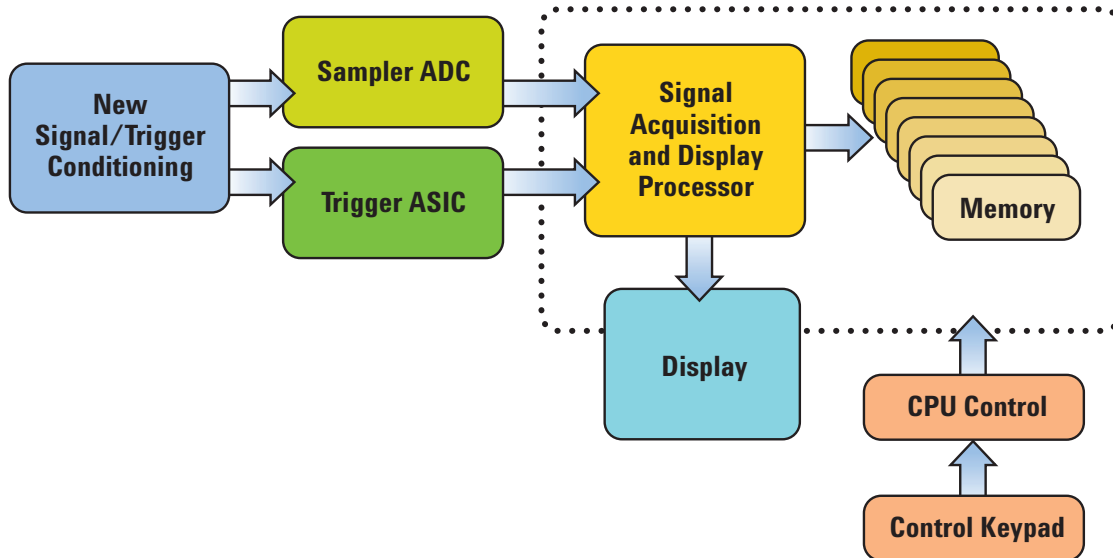 New
Signal/Trigger
Conditioning
Sampler ADC
Trigger ASIC
Signal
Acquisition
and Display
Processor
Memory
Display
CPU Control
Control Keypad